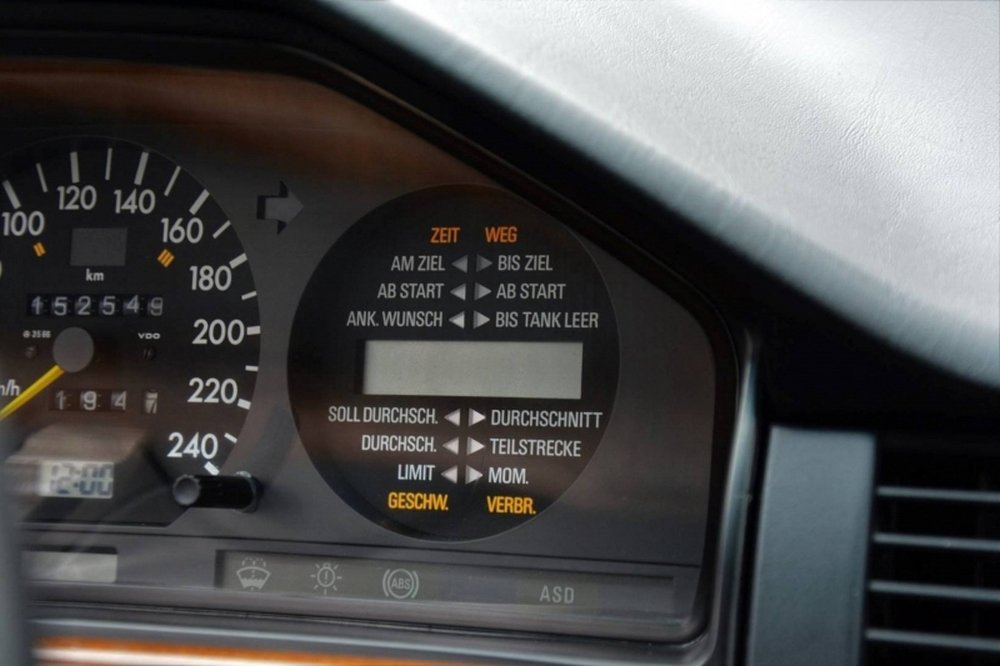 100 120 140 160 180 200 220 240
km
152549
VDO
1947
12:00
ZEIT WEG
AM ZIEL BIS ZIEL
AB START AB START
ANK. WUNSCH BIS TANK LEER
SOLL DURCHSCH. DURCHSCHNITT
DURCHSCH. TEILSTRECKE
LIMIT MOM.
GESCHW. VERBR.
ABS
ASD